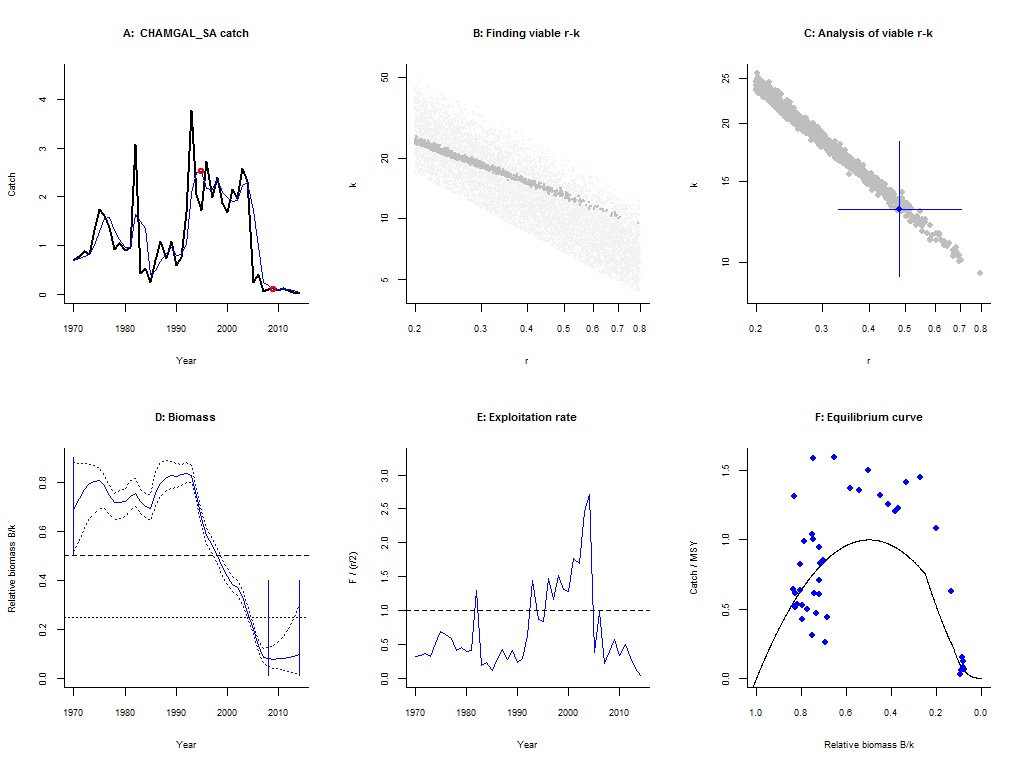 A: CHAMGAL_SA catch
Catch
4
3
2
1
0
1970 1980 1990 2000 2010
Year
B: Finding viable r-k
k
50
20
10
5
0.2 0.3 0.4 0.5 0.6 0.7 0.8
r
C: Analysis of viable r-k
k
25
20
15
10
0.2 0.3 0.4 0.5 0.6 0.7 0.8
r
D: Biomass
Relative biomass B/k
0.8
0.6
0.4
0.2
0.0
1970 1980 1990 2000 2010
Year
E: Exploitation rate
F / (r/2)
3.0
2.5
2.0
1.5
1.0
0.5
0.0
1970 1980 1990 2000 2010
Year
F: Equilibrium curve
Catch / MSY
1.5
1.0
0.5
0.0
1.0 0.8 0.6 0.4 0.2 0.0
Relative biomass B/k